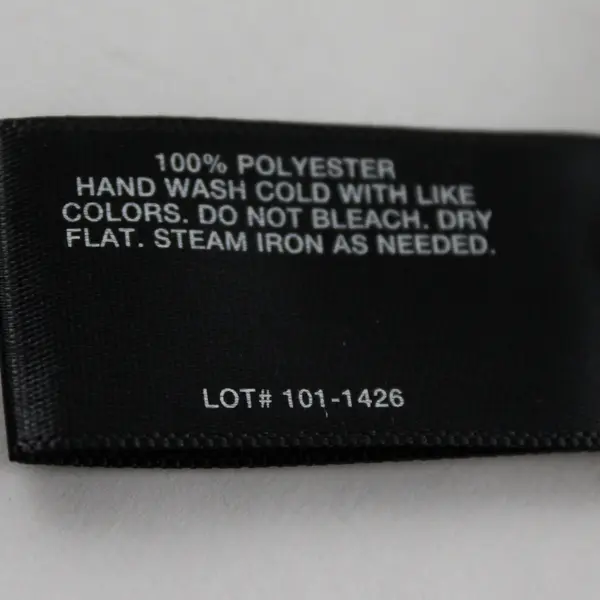 100% POLYESTER
HAND WASH COLD WITH LIKE
COLORS. DO NOT BLEACH. DRY
FLAT. STEAM IRON AS NEEDED.
LOT# 101-1426